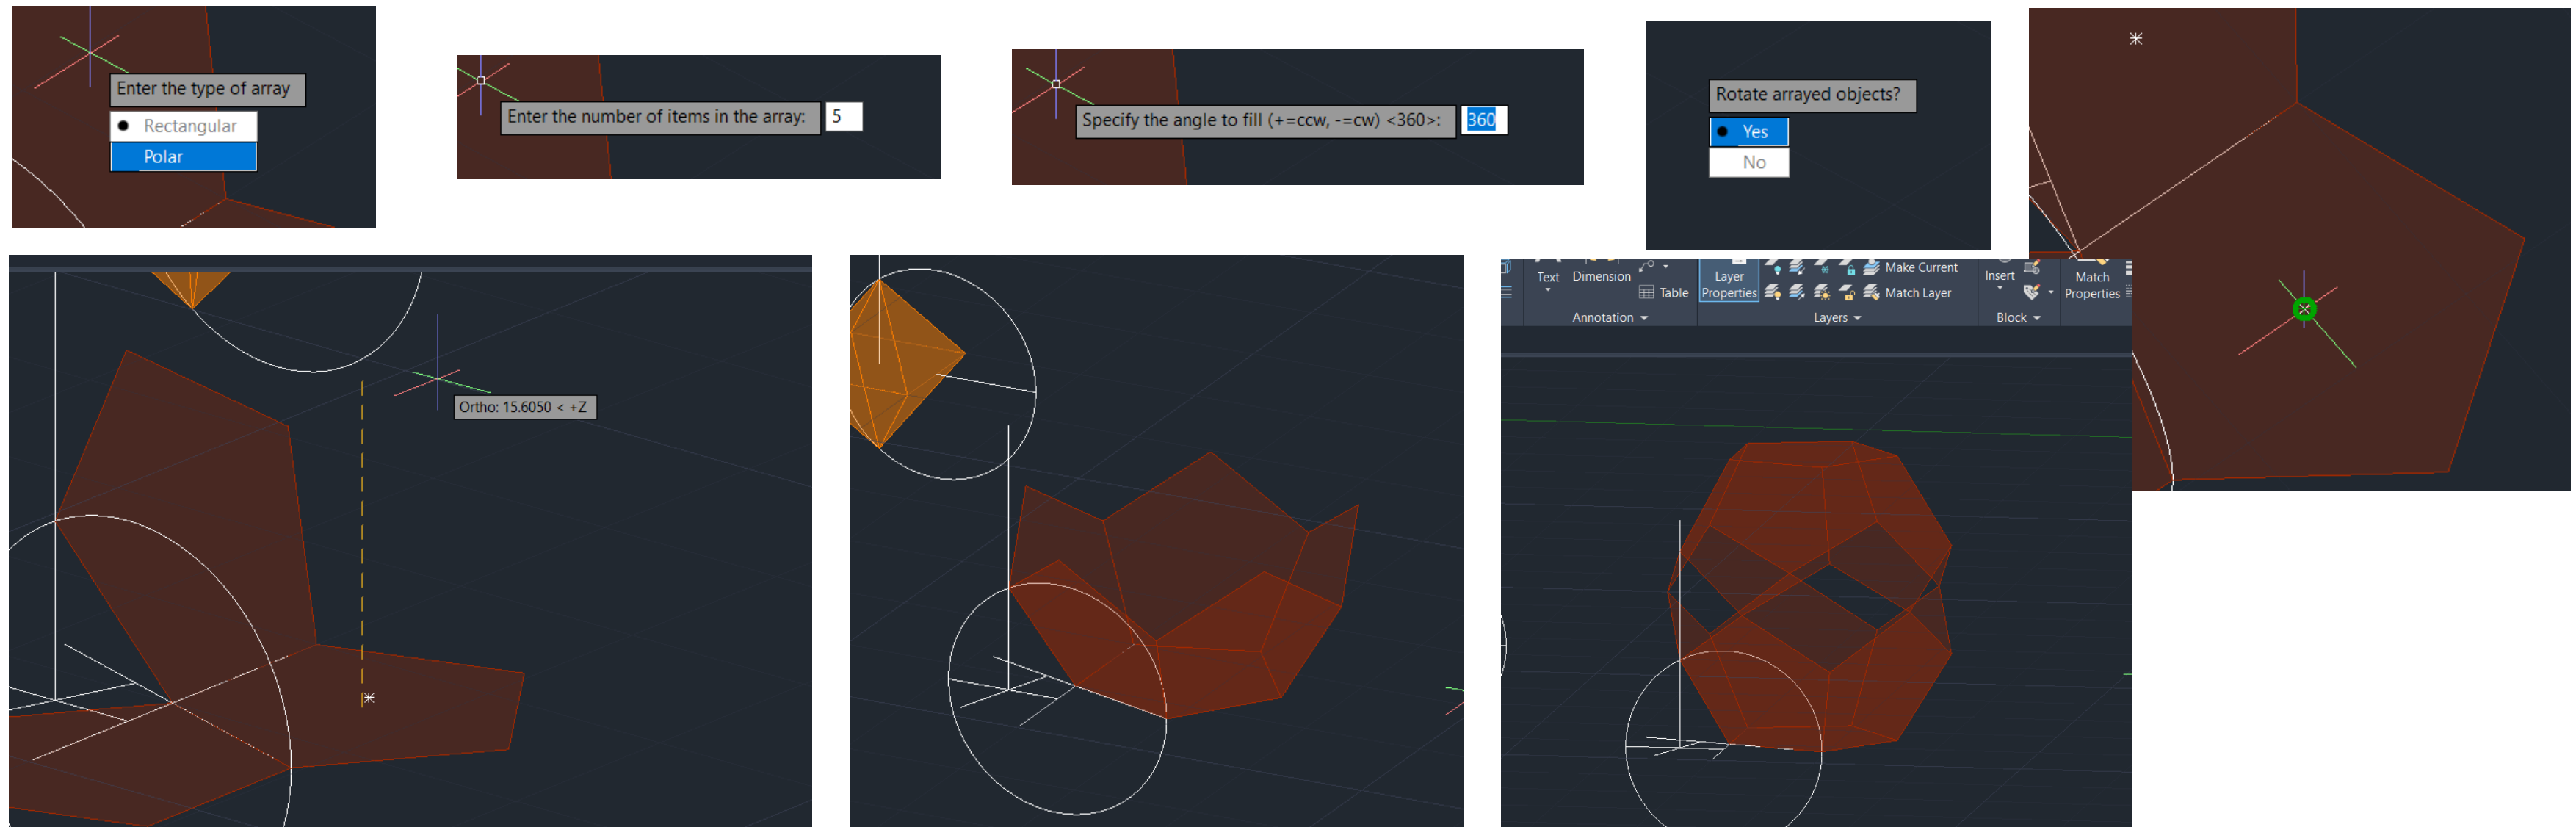 Enter the type of array
Rectangular
Polar
Enter the number of items in the array: 5
Specify the angle to fill (+=ccw, -=cw) <360>: 360
Rotate arrayed objects?
Yes
No
Ortho: 15.6050 < +Z
Text
Dimension
Table
Layer
Properties
Make Current
Match Layer
Insert
Match
Properties
Annotation
Layers
Block